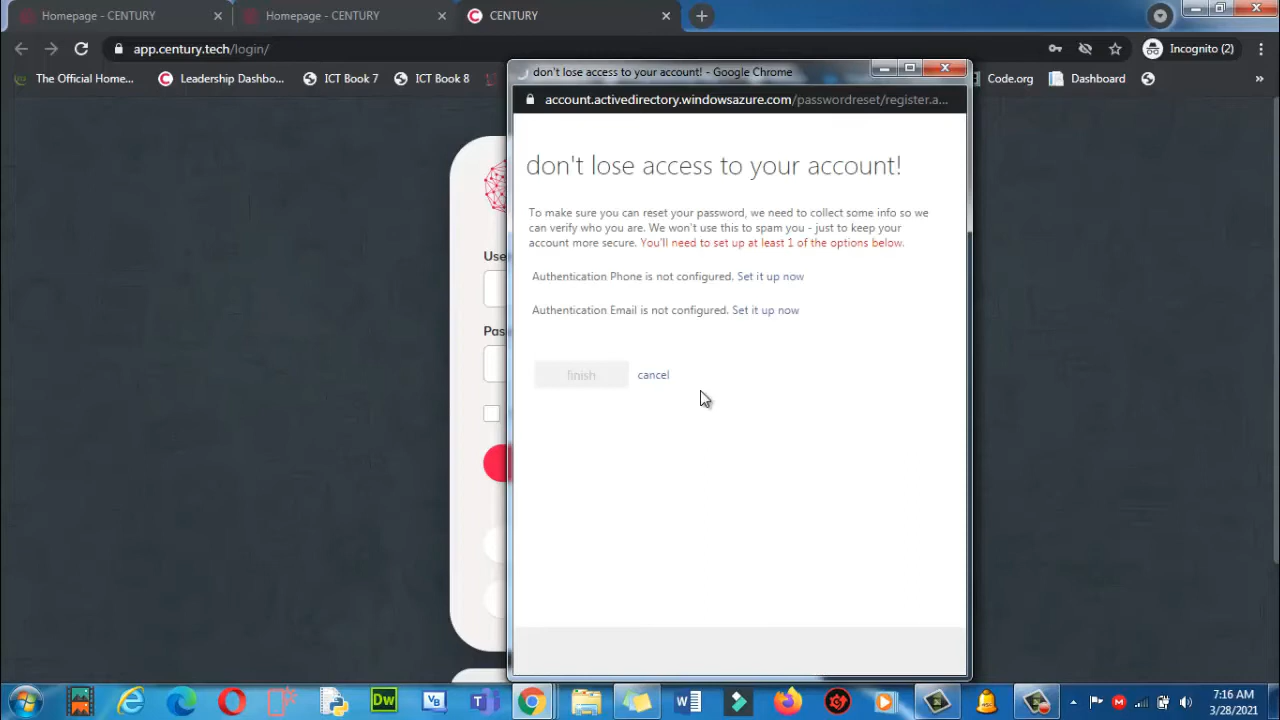 Homepage - CENTURY
Homepage - CENTURY
CENTURY
app.century.tech/login/
Incognito (2)
The Official Home...
Leadership Dashbo...
ICT Book 7
ICT Book 8
Code.org
Dashboard
»
don't lose access to your account! - Google Chrome
account.activedirectory.windowsazure.com/passwordreset/register.a...
don't lose access to your account!
To make sure you can reset your password, we need to collect some info so we
can verify who you are. We won't use this to spam you - just to keep your
account more secure. You'll need to set up at least 1 of the options below.
Use
Authentication Phone is not configured. Set it up now
Authentication Email is not configured. Set it up now
Pas
finish
cancel
Dw
7:16 AM
3/28/2021